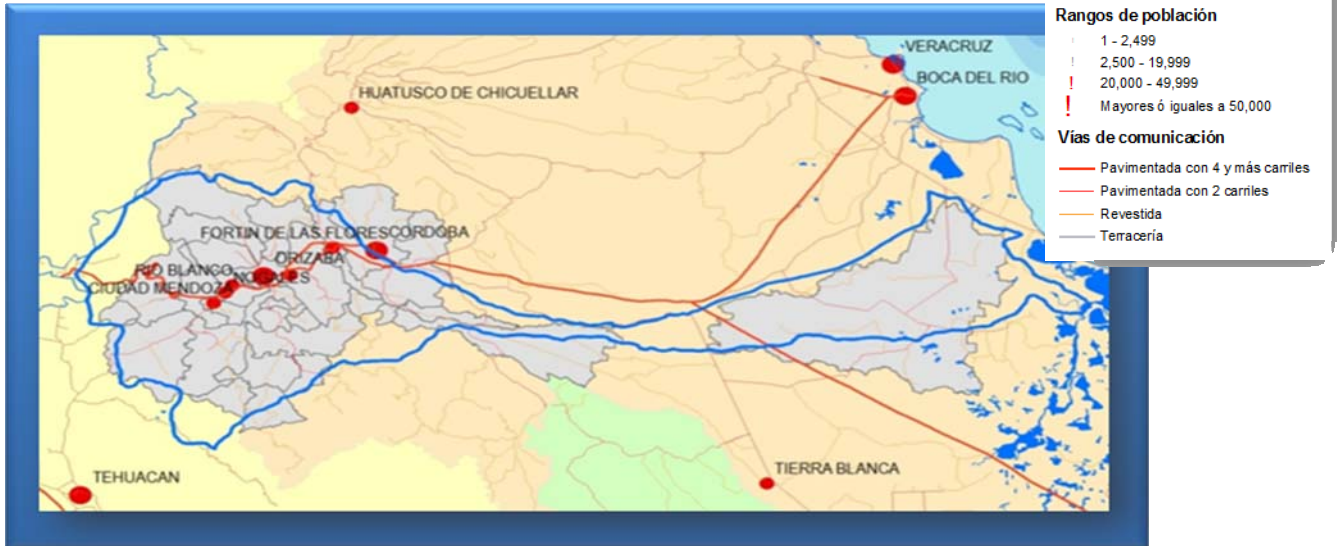 VERACRUZ
BOCA DEL RIO
HUATUSCO DE CHICUELLAR
FORTIN DE LAS FLORES
CORDOBA
ORIZABA
RIO BLANCO
NOGALES
CIUDAD MENDOZA
TEHUACAN
TIERRA BLANCA
Rangos de población
1 - 2,499
2,500 - 19,999
20,000 - 49,999
Mayores ó iguales a 50,000
Vías de comunicación
Pavimentada con 4 y más carriles
Pavimentada con 2 carriles
Revestida
Terracería